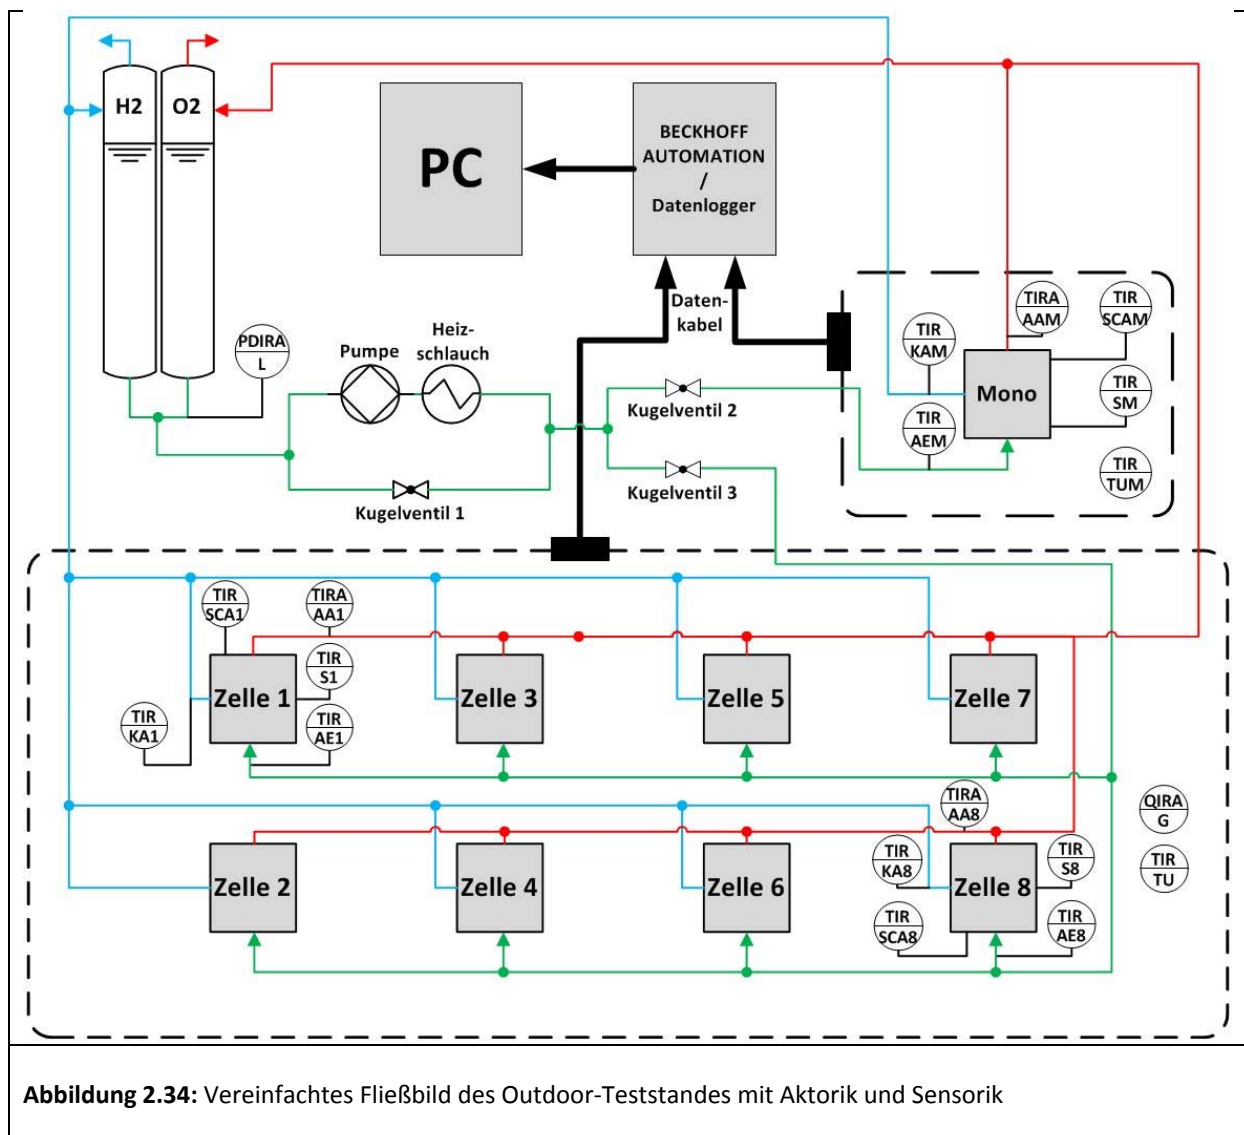 H2
O2
PC
BECKHOFF
AUTOMATION
/
Datenlogger
PDIRA
L
Pumpe
Heiz-
schlauch
Daten-
kabel
Kugelventil 1
Kugelventil 2
Kugelventil 3
TIR
KAM
TIRA
AAM
TIR
SCAM
Mono
TIR
SM
TIR
AEM
TIR
TUM
TIR
SCA1
TIRA
AA1
TIR
S1
TIR
KA1
TIR
AE1
Zelle 1
Zelle 3
Zelle 5
Zelle 7
TIRA
AA8
QIRA
G
TIR
KA8
TIR
S8
TIR
TU
Zelle 2
Zelle 4
Zelle 6
Zelle 8
TIR
SCA8
TIR
AE8
Abbildung 2.34: Vereinfachtes Fließbild des Outdoor-Teststandes mit Aktorik und Sensorik